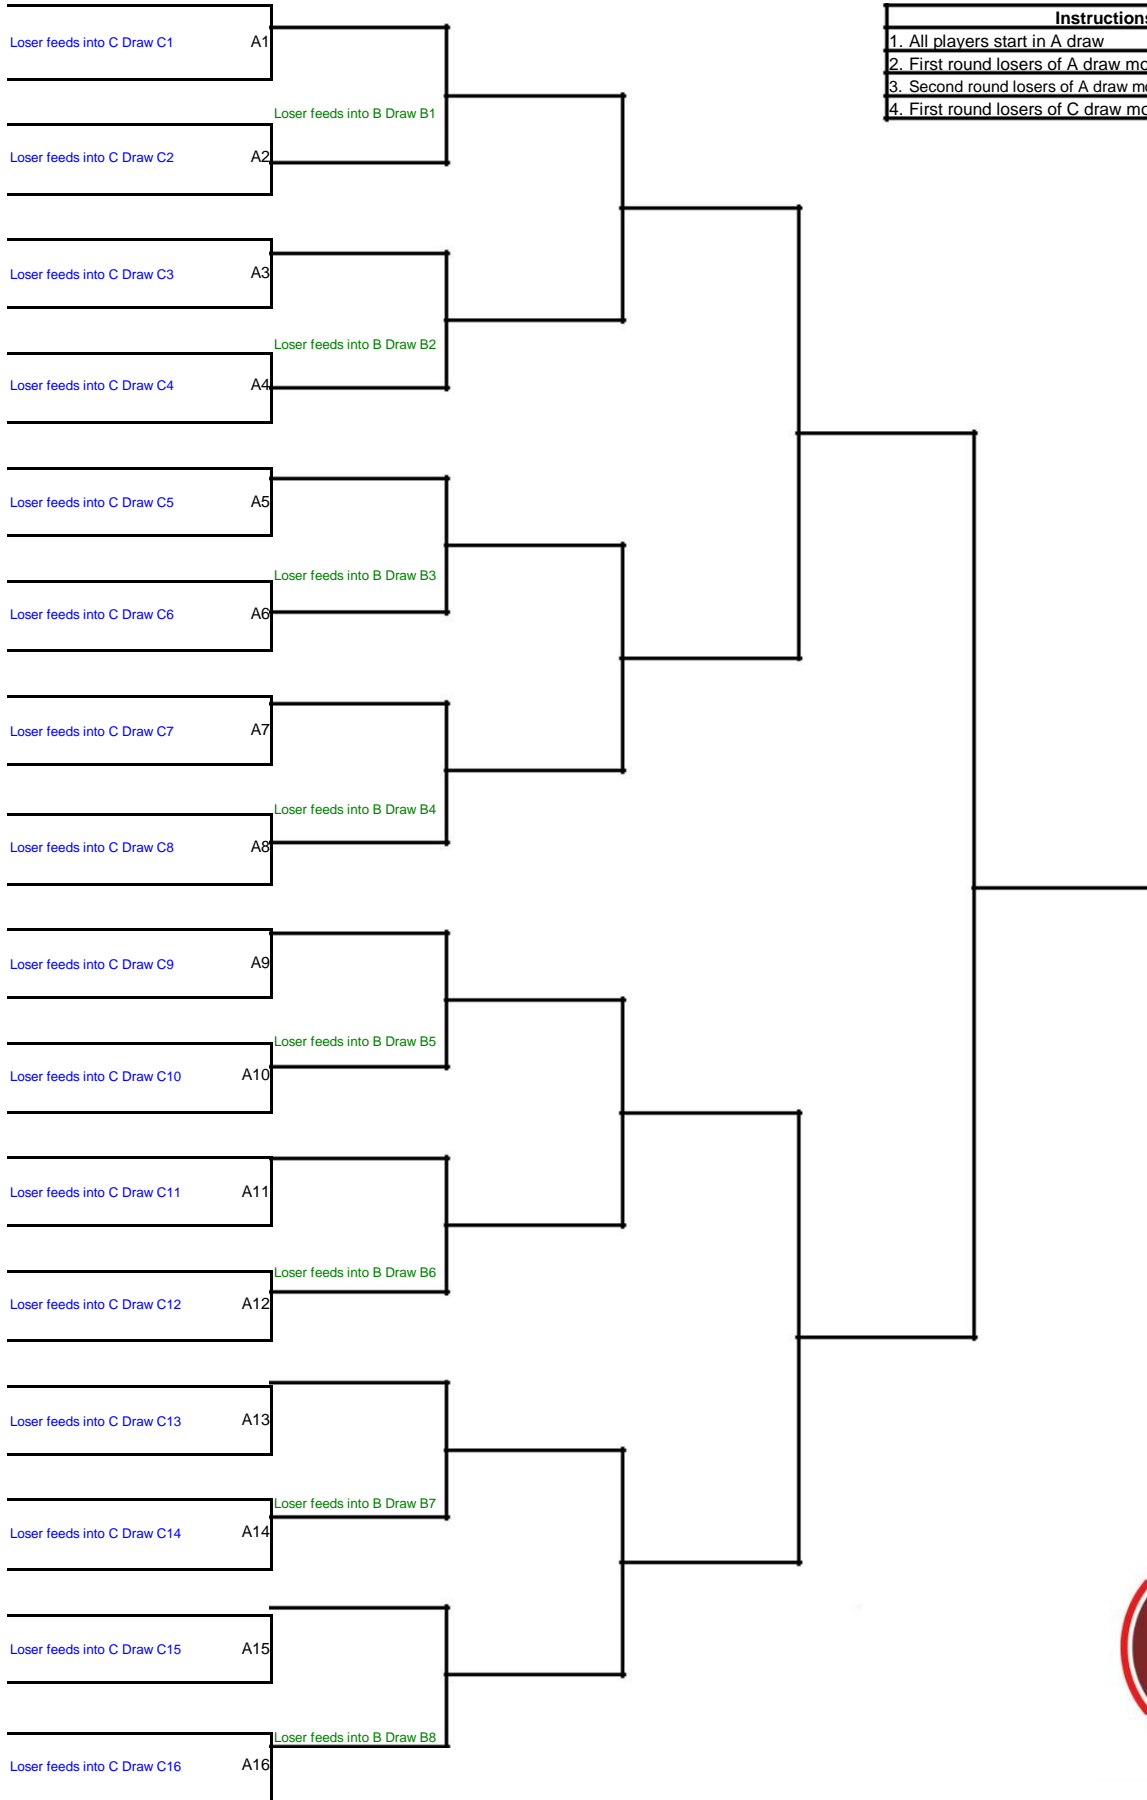 Instructions
1. All players start in A draw
2. First round losers of A draw
3. Second round losers of A draw
4. First round losers of C draw
Loser feeds into C Draw C1 A1
Loser feeds into B Draw B1
Loser feeds into C Draw C2 A2
Loser feeds into C Draw C3 A3
Loser feeds into B Draw B2
Loser feeds into C Draw C4 A4
Loser feeds into C Draw C5 A5
Loser feeds into B Draw B3
Loser feeds into C Draw C6 A6
Loser feeds into C Draw C7 A7
Loser feeds into B Draw B4
Loser feeds into C Draw C8 A8
Loser feeds into C Draw C9 A9
Loser feeds into B Draw B5
Loser feeds into C Draw C10 A10
Loser feeds into C Draw C11 A11
Loser feeds into B Draw B6
Loser feeds into C Draw C12 A12
Loser feeds into C Draw C13 A13
Loser feeds into B Draw B7
Loser feeds into C Draw C14 A14
Loser feeds into C Draw C15 A15
Loser feeds into B Draw B8
Loser feeds into C Draw C16 A16